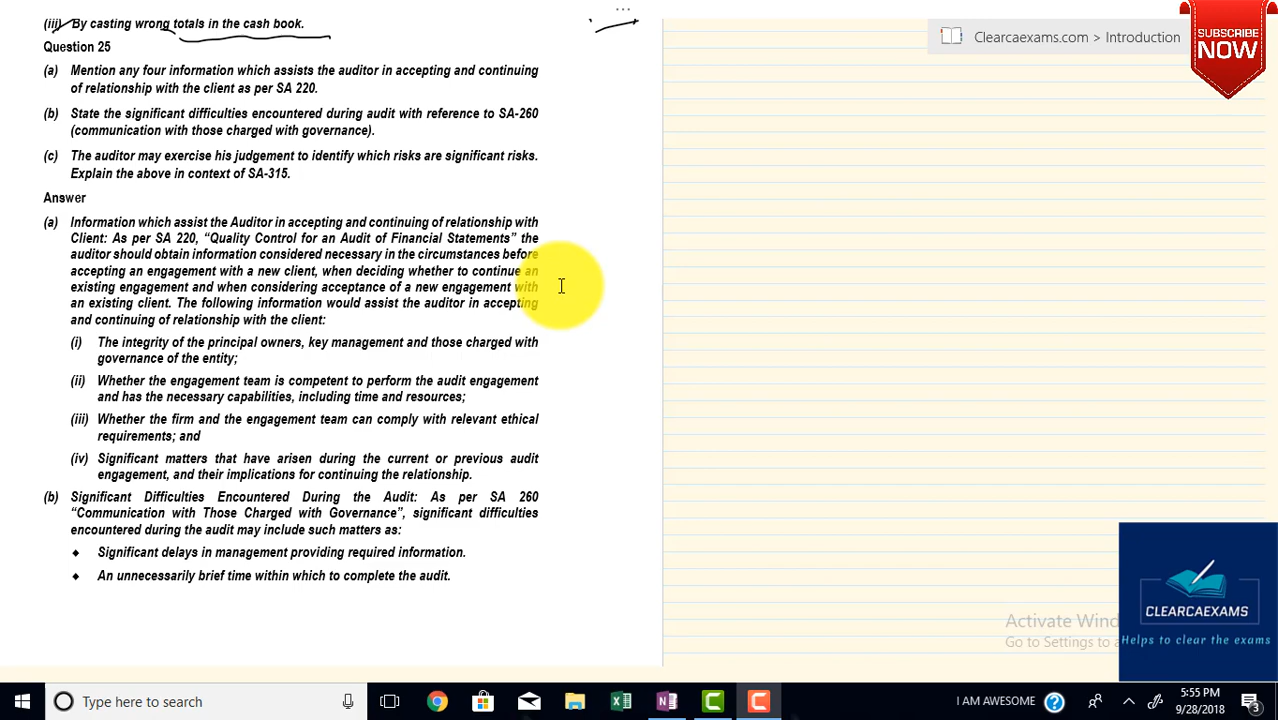 (iii) By casting wrong totals in the cash book.
Question 25
(a) Mention any four information which assists the auditor in accepting and continuing
of relationship with the client as per SA 220.
(b) State the significant difficulties encountered during audit with reference to SA-260
(communication with those charged with governance).
(c) The auditor may exercise his judgement to identify which risks are significant risks.
Explain the above in context of SA-315.
Answer
(a) Information which assist the Auditor in accepting and continuing of relationship with
Client: As per SA 220, “Quality Control for an Audit of Financial Statements” the
auditor should obtain information considered necessary in the circumstances before
accepting an engagement with a new client, when deciding whether to continue an
existing engagement and when considering acceptance of a new engagement with
an existing client. The following information would assist the auditor in accepting
and continuing of relationship with the client:
(i) The integrity of the principal owners, key management and those charged with
governance of the entity;
(ii) Whether the engagement team is competent to perform the audit engagement
and has the necessary capabilities, including time and resources;
(iii) Whether the firm and the engagement team can comply with relevant ethical
requirements; and
(iv) Significant matters that have arisen during the current or previous audit
engagement, and their implications for continuing the relationship.
(b) Significant Difficulties Encountered During the Audit: As per SA 260
“Communication with Those Charged with Governance”, significant difficulties
encountered during the audit may include such matters as:
♦ Significant delays in management providing required information.
♦ An unnecessarily brief time within which to complete the audit.
Clearcaexams.com > Introduction
SUBSCRIBE
NOW
Activate Wind
Go to Settings to a
CLEARCAEXAMS
Helps to clear the exams
Type here to search
I AM AWESOME
5:55 PM
9/28/2018
3